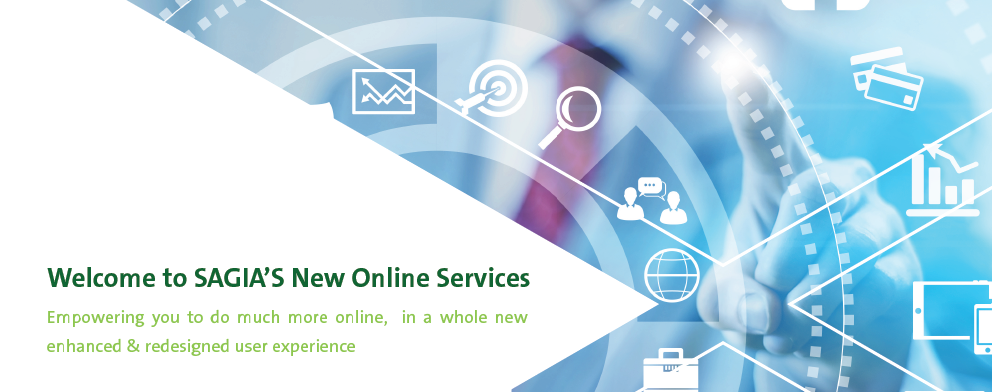 Welcome to SAGIA'S New Online Services
Empowering you to do much more online, in a whole new
enhanced & redesigned user experience